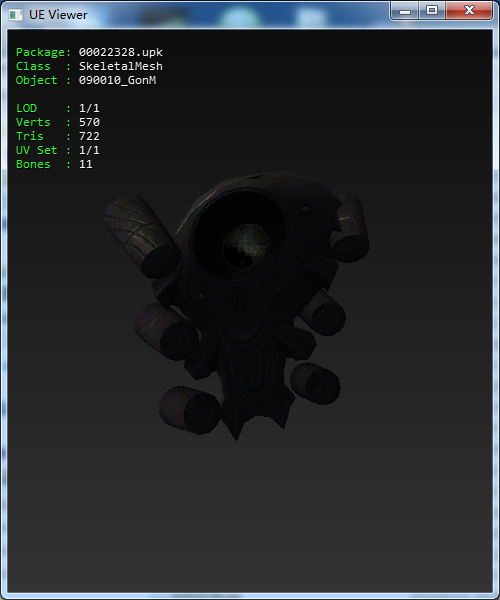 UE Viewer
Package: 00022328.upk
Class : SkeletalMesh
Object : 090010_GonM
LOD : 1/1
Verts : 570
Tris : 722
UV Set : 1/1
Bones : 11